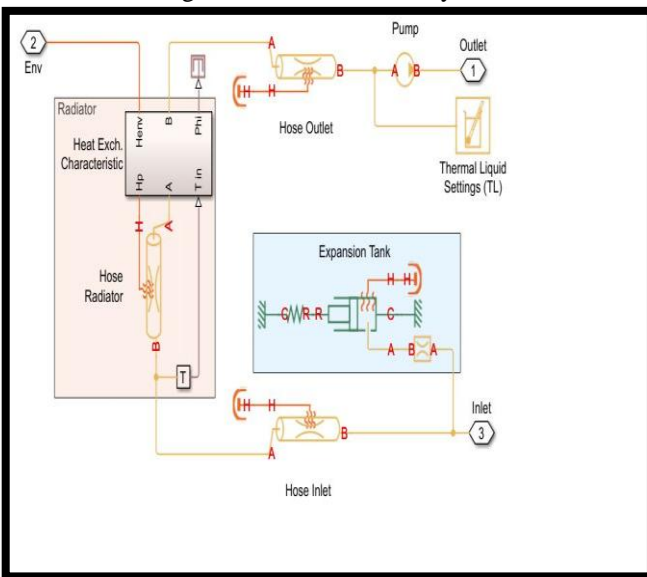 2
Env
A
B
H
H
Hose Outlet
Pump
A
B
Outlet
1
Thermal Liquid
Settings (TL)
Radiator
Heat Exch.
Characteristic
Henv
B
Phi
Hp
A
T in
H
A
Hose
Radiator
B
T
Expansion Tank
H
H
C
R
R
C
A
B
A
H
H
A
B
Hose Inlet
Inlet
3